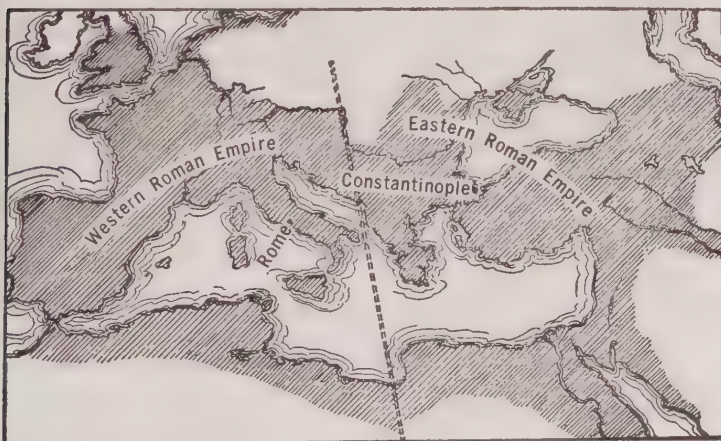 Western Roman Empire
Eastern Roman Empire
Constantinople
Rome